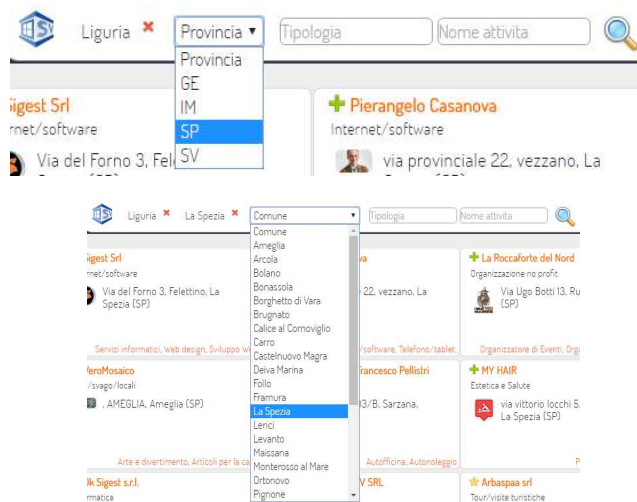 Liguria Provincia Tipologia Nome attivita
Provincia
GE
IM
SP
SV
Sigest Srl
rnet/software
Via del Forno 3, Fel
Pierangelo Casanova
Internet/software
via provinciale 22, vezzano, La
Liguria La Spezia Comune Tipologia Nome attivita
Comune
Ameglia
Arcola
Bolano
Bonassola
Borghetto di Vara
Brugnato
Calice al Cornoviglio
Carro
Castelnuovo Magra
Deiva Marina
Follo
Framura
La Spezia
Lerici
Levanto
Maissana
Monterosso al Mare
Ortonovo
Pignone
Sigest Srl
rnet/software
Via del Forno 3, Felettino, La
Spezia (SP)
Servizi informatici, Web design, Sviluppo W
va
22, vezzano, La
/software, Telefono/tablet,
La Roccaforte del Nord
Organizzazione no profit
Via Ugo Botti 13, Ru
(SP)
Organizzatore di Eventi, Orga
VeroMosaico
/svago/locali
, AMEGLIA, Ameglia (SP)
Arte e divertimento, Articoli per la ca
rancesco Pellistri
03/B, Sarzana,
Autofficina, Autonoleggio
MY HAIR
Estetica e Salute
via vittorio locchi 5,
La Spezia (SP)
P
Sigest s.r.l.
rmatica
V SRL
Arbaspaa srl
Tour/visite turistiche